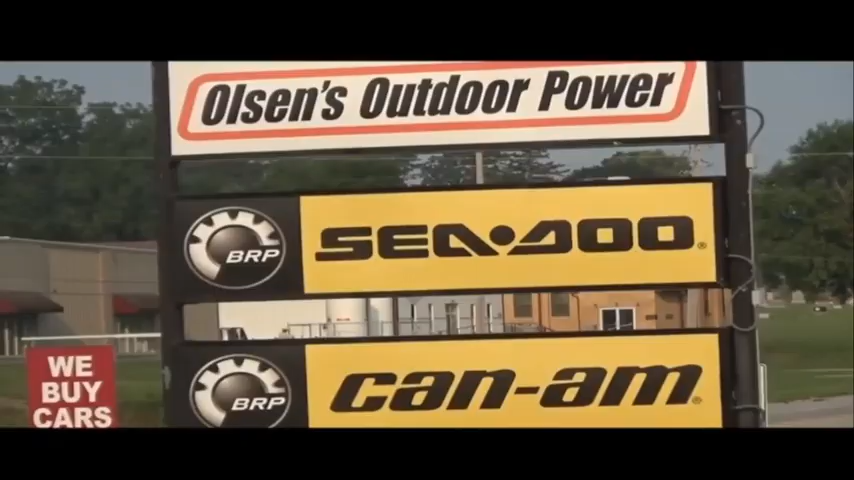 Olsen's Outdoor Power
BRP
SEA-DOO®
BRP
can-am®
WE
BUY
CARS